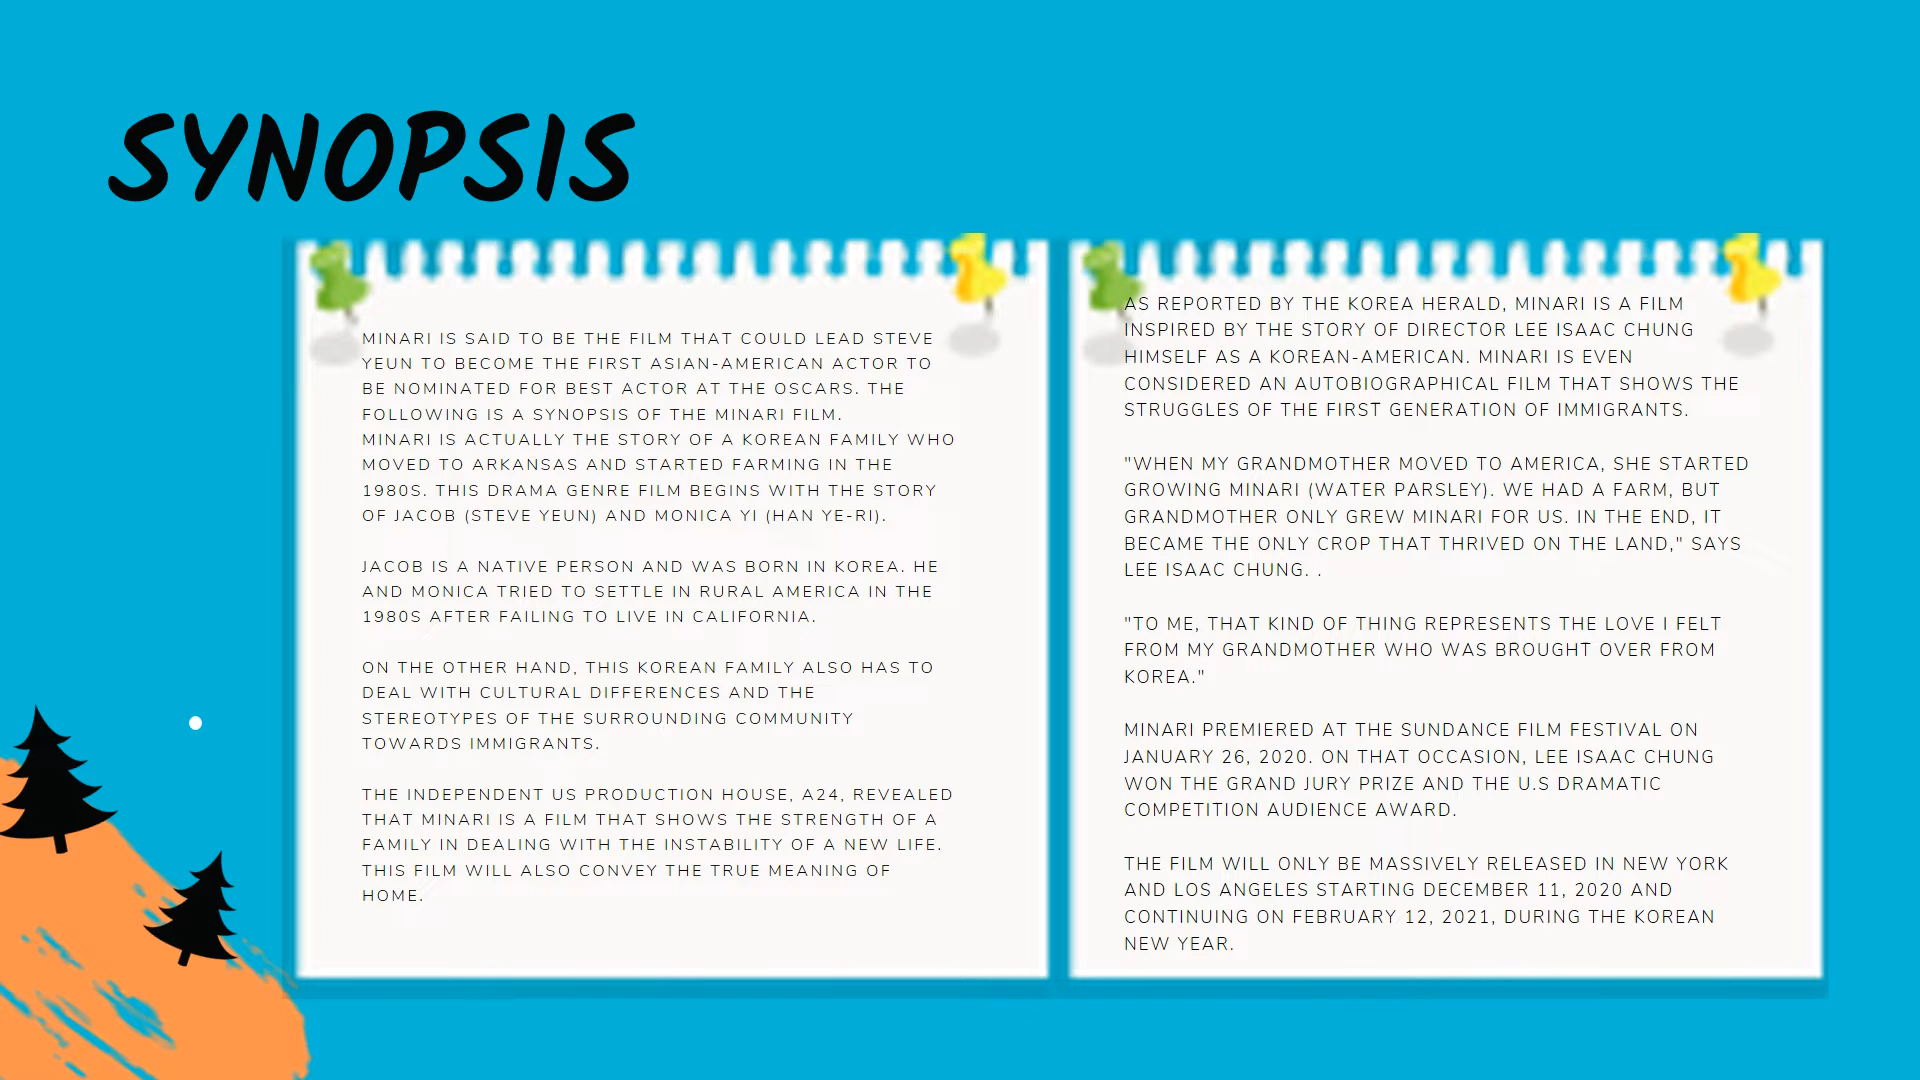 SYNOPSIS
MINARI IS SAID TO BE THE FILM THAT COULD LEAD STEVE
YEUN TO BECOME THE FIRST ASIAN-AMERICAN ACTOR TO
BE NOMINATED FOR BEST ACTOR AT THE OSCARS. THE
FOLLOWING IS A SYNOPSIS OF THE MINARI FILM.
MINARI IS ACTUALLY THE STORY OF A KOREAN FAMILY WHO
MOVED TO ARKANSAS AND STARTED FARMING IN THE
1980S. THIS DRAMA GENRE FILM BEGINS WITH THE STORY
OF JACOB (STEVE YEUN) AND MONICA YI (HAN YE-RI).
JACOB IS A NATIVE PERSON AND WAS BORN IN KOREA. HE
AND MONICA TRIED TO SETTLE IN RURAL AMERICA IN THE
1980S AFTER FAILING TO LIVE IN CALIFORNIA.
ON THE OTHER HAND, THIS KOREAN FAMILY ALSO HAS TO
DEAL WITH CULTURAL DIFFERENCES AND THE
STEREOTYPES OF THE SURROUNDING COMMUNITY
TOWARDS IMMIGRANTS.
THE INDEPENDENT US PRODUCTION HOUSE, A24, REVEALED
THAT MINARI IS A FILM THAT SHOWS THE STRENGTH OF A
FAMILY IN DEALING WITH THE INSTABILITY OF A NEW LIFE.
THIS FILM WILL ALSO CONVEY THE TRUE MEANING OF
HOME.
AS REPORTED BY THE KOREA HERALD, MINARI IS A FILM
INSPIRED BY THE STORY OF DIRECTOR LEE ISAAC CHUNG
HIMSELF AS A KOREAN-AMERICAN. MINARI IS EVEN
CONSIDERED AN AUTOBIOGRAPHICAL FILM THAT SHOWS THE
STRUGGLES OF THE FIRST GENERATION OF IMMIGRANTS.
"WHEN MY GRANDMOTHER MOVED TO AMERICA, SHE STARTED
GROWING MINARI (WATER PARSLEY). WE HAD A FARM, BUT
GRANDMOTHER ONLY GREW MINARI FOR US. IN THE END, IT
BECAME THE ONLY CROP THAT THRIVED ON THE LAND," SAYS
LEE ISAAC CHUNG. .
"TO ME, THAT KIND OF THING REPRESENTS THE LOVE I FELT
FROM MY GRANDMOTHER WHO WAS BROUGHT OVER FROM
KOREA."
MINARI PREMIERED AT THE SUNDANCE FILM FESTIVAL ON
JANUARY 26, 2020. ON THAT OCCASION, LEE ISAAC CHUNG
WON THE GRAND JURY PRIZE AND THE U.S DRAMATIC
COMPETITION AUDIENCE AWARD.
THE FILM WILL ONLY BE MASSIVELY RELEASED IN NEW YORK
AND LOS ANGELES STARTING DECEMBER 11, 2020 AND
CONTINUING ON FEBRUARY 12, 2021, DURING THE KOREAN
NEW YEAR.